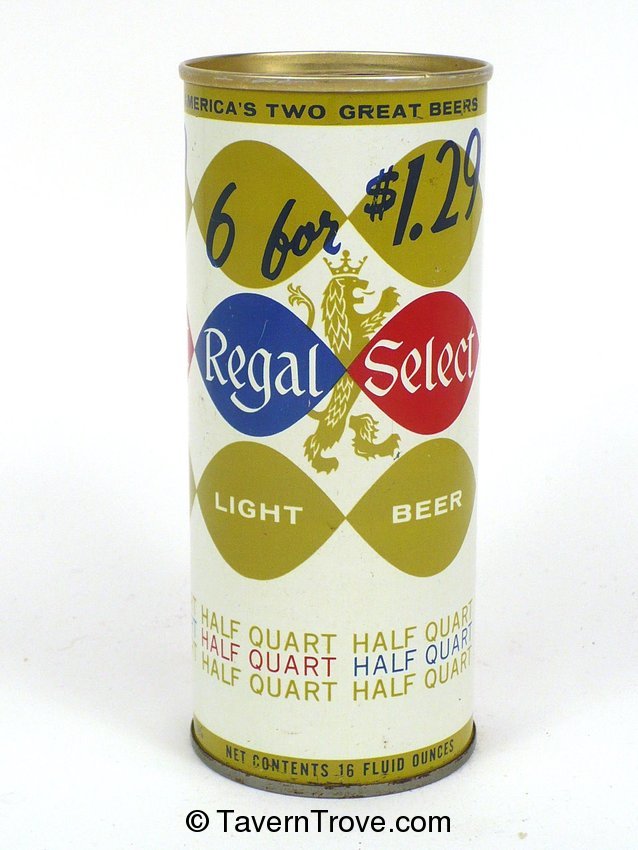 AMERICA'S TWO GREAT BEERS
6 for $1.29
Regal Select
LIGHT BEER
HALF QUART HALF QUART
HALF QUART HALF QUART
HALF QUART HALF QUART
NET CONTENTS 16 FLUID OUNCES
© TavernTrove.com